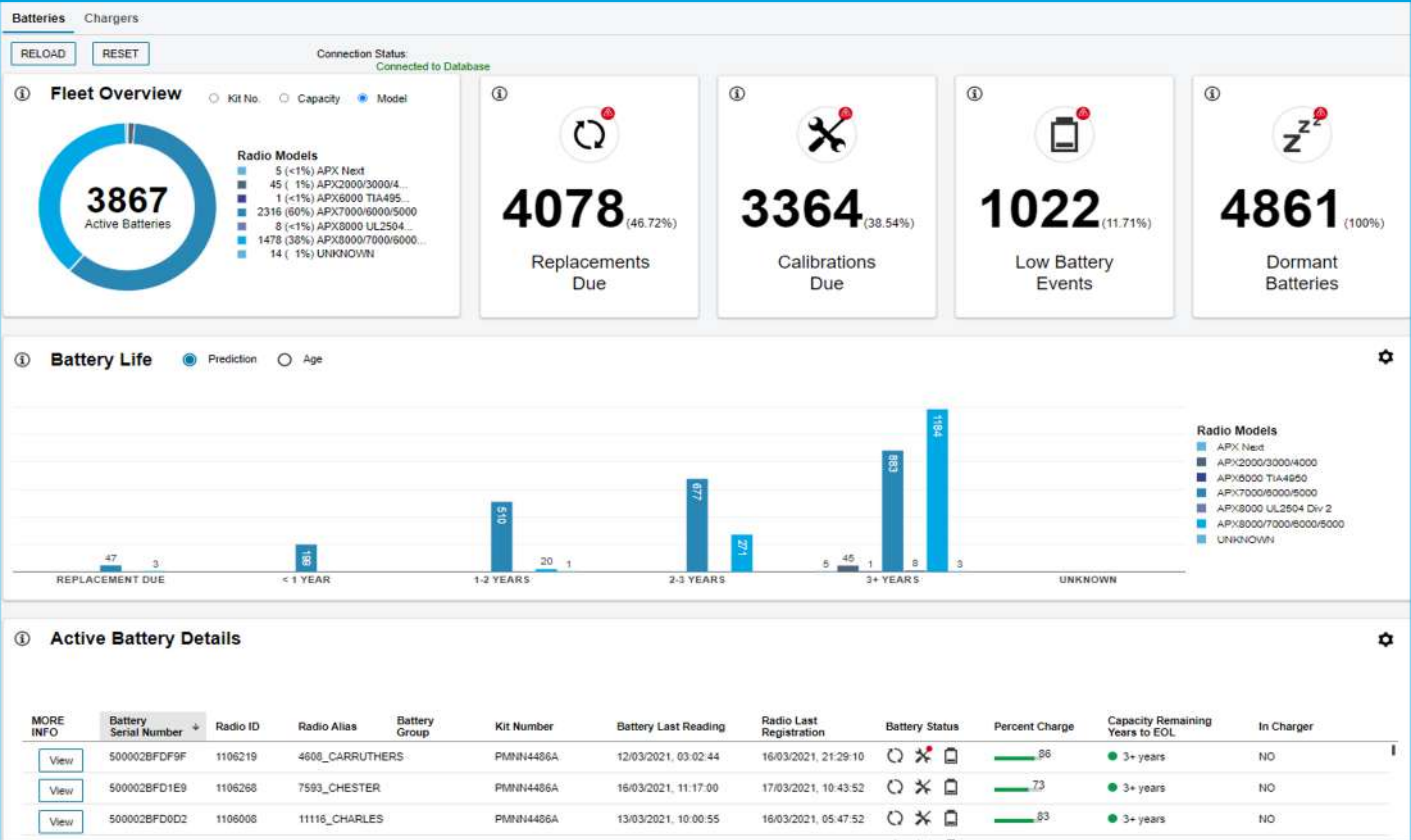 Batteries Chargers
RELOAD RESET Connection Status:
Connected to Database
Fleet Overview Kit No. Capacity Model
3867
Active Batteries
Radio Models
5 (<1%) APX Next
45 ( 1%) APX2000/3000/4...
1 (<1%) APX6000 TIA495...
2316 (60%) APX7000/6000/5000
8 (<1%) APX8000 UL2504...
1478 (38%) APX8000/7000/6000...
14 ( 1%) UNKNOWN
4078 (46.72%)
Replacements
Due
3364 (38.54%)
Calibrations
Due
1022 (11.71%)
Low Battery
Events
zzz
4861 (100%)
Dormant
Batteries
Battery Life Prediction Age
47 3
198
510 20 1
677 271
5 45 1 883 8 1184 3
REPLACEMENT DUE < 1 YEAR 1-2 YEARS 2-3 YEARS 3+ YEARS UNKNOWN
Radio Models
APX Next
APX2000/3000/4000
APX6000 TIA4950
APX7000/6000/5000
APX8000 UL2504 Div 2
APX8000/7000/6000/5000
UNKNOWN
Active Battery Details
MORE INFO Battery Serial Number Radio ID Radio Alias Battery Group Kit Number Battery Last Reading Radio Last Registration Battery Status Percent Charge Capacity Remaining Years to EOL In Charger
View 500002BFDF9F 1106219 4608_CARRUTHERS PMNN4486A 12/03/2021, 03:02:44 16/03/2021, 21:29:10 86 3+ years NO
View 500002BFD1E9 1106268 7593_CHESTER PMNN4486A 16/03/2021, 11:17:00 17/03/2021, 10:43:52 73 3+ years NO
View 500002BFD0D2 1106008 11116_CHARLES PMNN4486A 13/03/2021, 10:00:55 16/03/2021, 05:47:52 83 3+ years NO